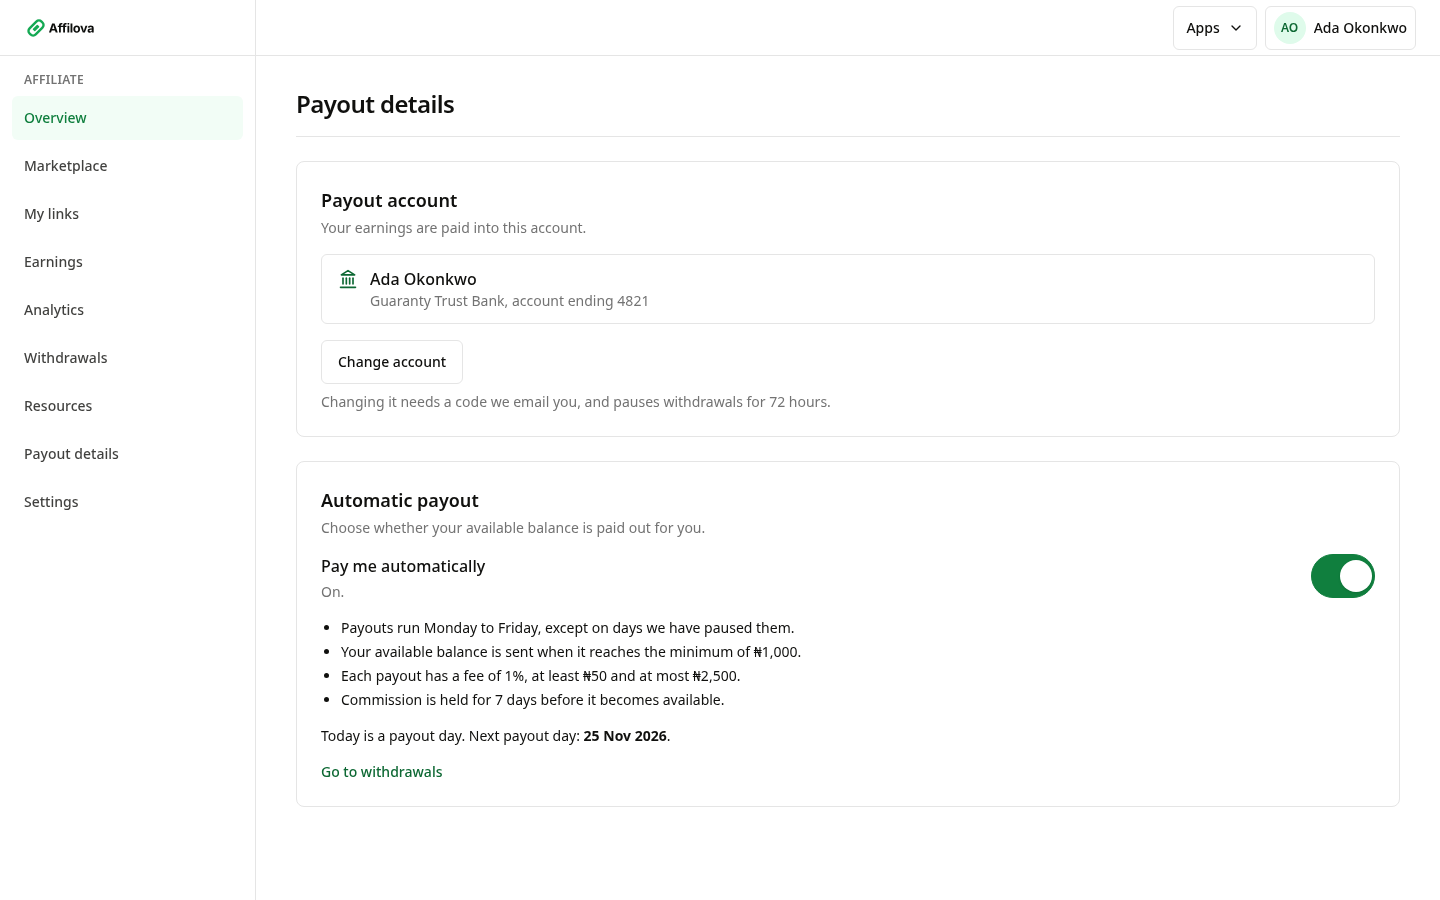 Affilova
Apps
AO
Ada Okonkwo
AFFILIATE
Overview
Marketplace
My links
Earnings
Analytics
Withdrawals
Resources
Payout details
Settings
Payout details
Payout account
Your earnings are paid into this account.
Ada Okonkwo
Guaranty Trust Bank, account ending 4821
Change account
Changing it needs a code we email you, and pauses withdrawals for 72 hours.
Automatic payout
Choose whether your available balance is paid out for you.
Pay me automatically
On.
• Payouts run Monday to Friday, except on days we have paused them.
• Your available balance is sent when it reaches the minimum of ₦1,000.
• Each payout has a fee of 1%, at least ₦50 and at most ₦2,500.
• Commission is held for 7 days before it becomes available.
Today is a payout day. Next payout day: 25 Nov 2026.
Go to withdrawals